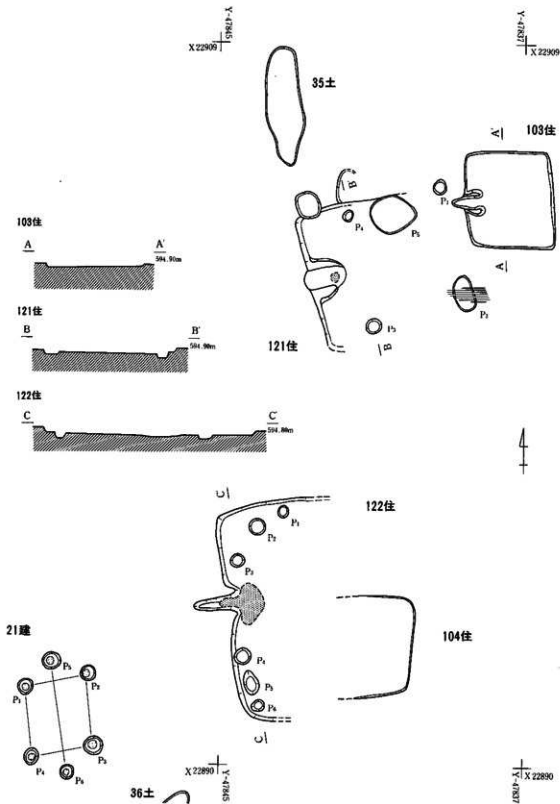 Y-47845
X 22909
Y-47837
X 22909
35土
103住
A'
A
P₁
P₂
B'
P₄
P₅
P₃
B
121住
103住
A A'
594.90m
121住
B B'
594.90m
122住
C C'
594.80m
C'
122住
P₁
P₂
P₃
104住
P₄
P₅
P₆
C
21建
P₅
P₁
P₂
P₄
P₃
P₆
X 22890
Y-47845
X 22890
Y-47837
36土